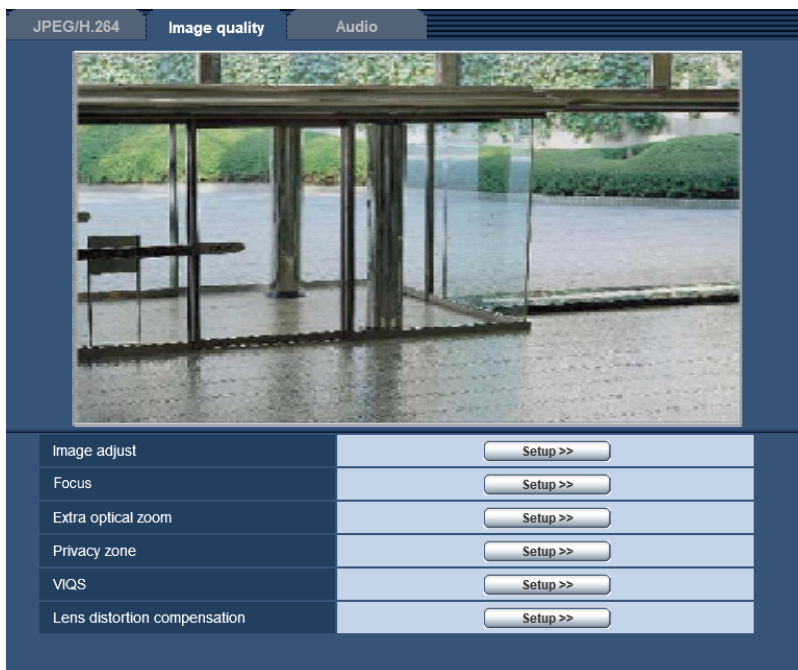 JPEG/H.264 Image quality Audio
Image adjust Setup >>
Focus Setup >>
Extra optical zoom Setup >>
Privacy zone Setup >>
VIQS Setup >>
Lens distortion compensation Setup >>